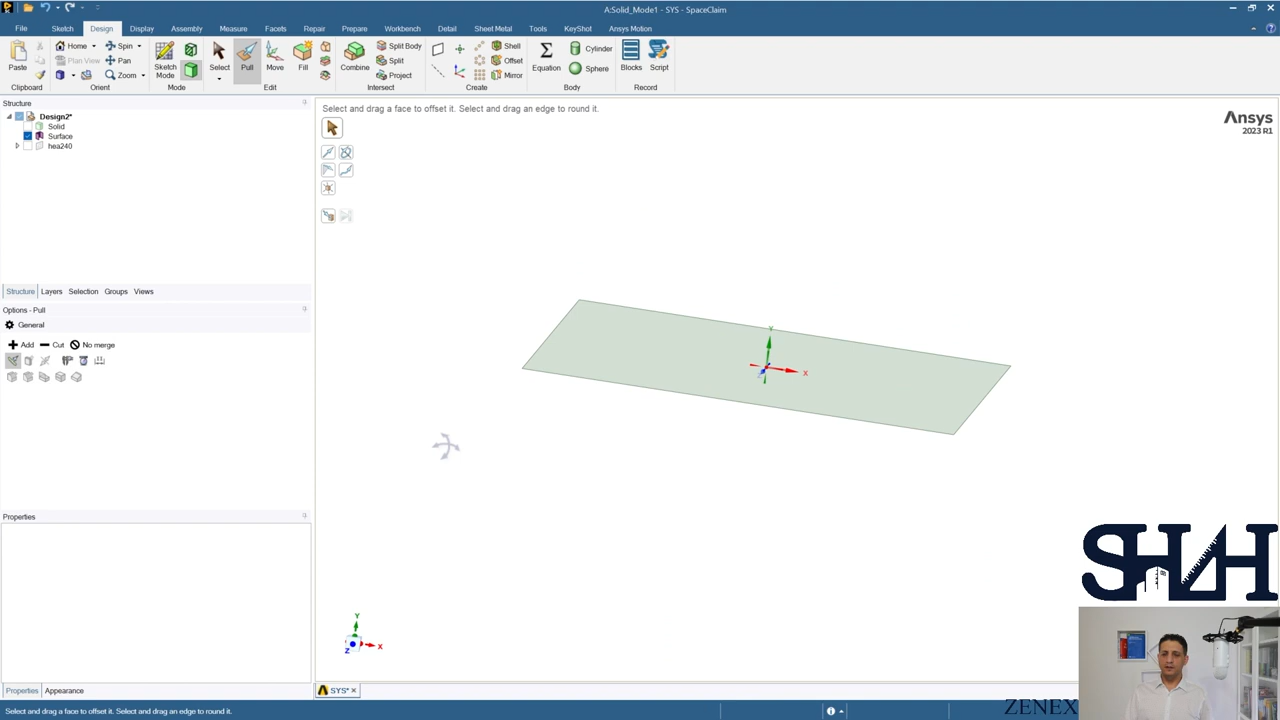 A:Solid_Mode1 - SYS - SpaceClaim
File Sketch Design Display Assembly Measure Facets Repair Prepare Workbench Detail Sheet Metal Tools KeyShot Ansys Motion
Paste
Home
Plan View
Spin
Pan
Zoom
Sketch
Mode
Select
Pull
Move
Fill
Combine
Split Body
Split
Project
Shell
Offset
Mirror
Equation
Cylinder
Sphere
Blocks
Script
Clipboard Orient Mode Edit Intersect Create Body Record
Structure
Design2*
Solid
Surface
hea240
Structure Layers Selection Groups Views
Options - Pull
General
Add Cut No merge
Properties
Properties Appearance
Select and drag a face to offset it. Select and drag an edge to round it.
Ansys
2023 R1
Y
X
Y
X
Z
SHZH
ZENEX
SYS*
Select and drag a face to offset it. Select and drag an edge to round it.